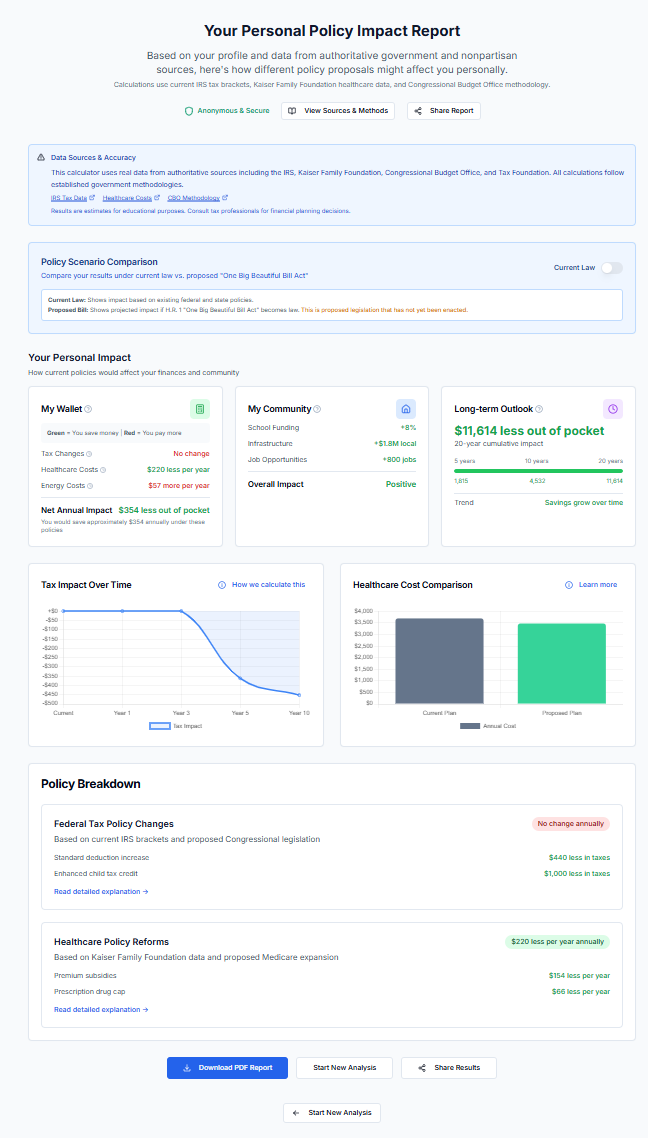 Your Personal Policy Impact Report
Based on your profile and data from authoritative government and nonpartisan
sources, here's how different policy proposals might affect you personally.
Calculations use current IRS tax brackets, Kaiser Family Foundation healthcare data, and Congressional Budget Office methodology.
Anonymous & Secure
View Sources & Methods
Share Report
Data Sources & Accuracy
This calculator uses real data from authoritative sources including the IRS, Kaiser Family Foundation, Congressional Budget Office, and Tax Foundation. All calculations follow
established government methodologies.
IRS Tax Data
Healthcare Costs
CBO Methodology
Results are estimates for educational purposes. Consult tax professionals for financial planning decisions.
Policy Scenario Comparison
Compare your results under current law vs. proposed "One Big Beautiful Bill Act"
Current Law
Current Law: Shows impact based on existing federal and state policies.
Proposed Bill: Shows projected impact if H.R. 1 "One Big Beautiful Bill Act" becomes law. This is proposed legislation that has not yet been enacted.
Your Personal Impact
How current policies would affect your finances and community
My Wallet
Green = You save money | Red = You pay more
Tax Changes No change
Healthcare Costs $220 less per year
Energy Costs $57 more per year
Net Annual Impact $354 less out of pocket
You would save approximately $354 annually under these
policies
My Community
School Funding +8%
Infrastructure +$1.8M local
Job Opportunities +800 jobs
Overall Impact Positive
Long-term Outlook
$11,614 less out of pocket
20-year cumulative impact
5 years 10 years 20 years
1,815 4,532 11,614
Trend Savings grow over time
Tax Impact Over Time
How we calculate this
+$0
-$50
-$100
-$150
-$200
-$250
-$300
-$350
-$400
-$450
-$500
Current Year 1 Year 3 Year 5 Year 10
Tax Impact
Healthcare Cost Comparison
Learn more
$4,000
$3,500
$3,000
$2,500
$2,000
$1,500
$1,000
$500
$0
Current Plan Proposed Plan
Annual Cost
Policy Breakdown
Federal Tax Policy Changes
No change annually
Based on current IRS brackets and proposed Congressional legislation
Standard deduction increase $440 less in taxes
Enhanced child tax credit $1,000 less in taxes
Read detailed explanation →
Healthcare Policy Reforms
$220 less per year annually
Based on Kaiser Family Foundation data and proposed Medicare expansion
Premium subsidies $154 less per year
Prescription drug cap $66 less per year
Read detailed explanation →
Download PDF Report
Start New Analysis
Share Results
← Start New Analysis